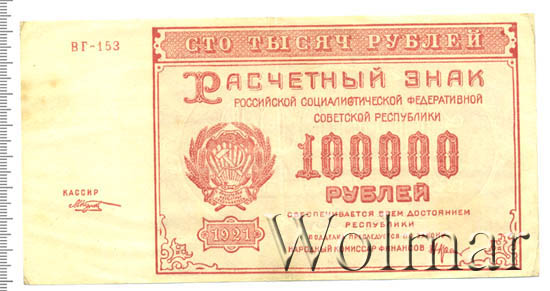 ВГ-153
СТО ТЫСЯЧ РУБЛЕЙ
РАСЧЕТНЫЙ ЗНАК
РОССИЙСКОЙ СОЦИАЛИСТИЧЕСКОЙ ФЕДЕРАТИВНОЙ
СОВЕТСКОЙ РЕСПУБЛИКИ
100000
РУБЛЕЙ
КАССИР
1921
ОБЕСПЕЧИВАЕТСЯ ВСЕМ ДОСТОЯНИЕМ
РЕСПУБЛИКИ
НАРОДНЫЙ КОМИССАР ФИНАНСОВ
Wolmar